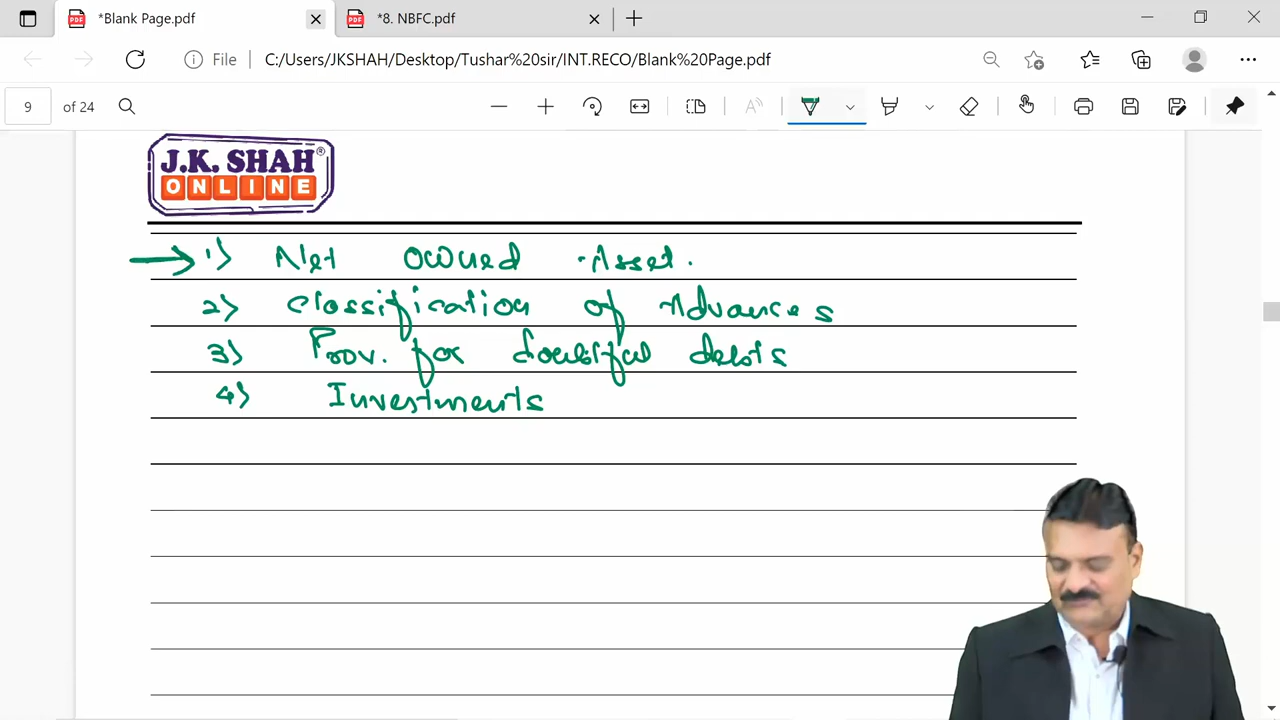 *Blank Page.pdf
*8. NBFC.pdf
File C:/Users/JKSHAH/Desktop/Tushar%20sir/INT.RECO/Blank%20Page.pdf
9 of 24
J.K. SHAH®
ONLINE
→ 1) Net owned Asset.
2) Classification of Advances
3) Prov. for doubtful debts
4) Investments